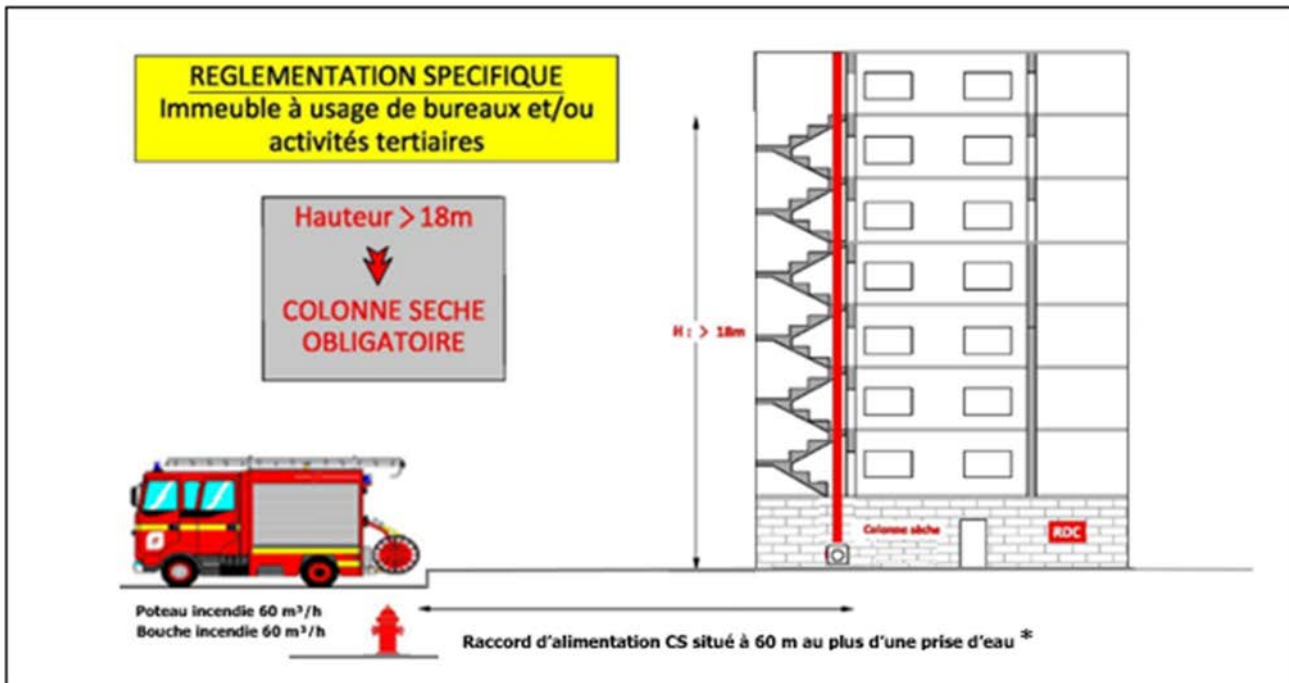 REGLEMENTATION SPECIFIQUE
Immeuble à usage de bureaux et/ou
activités tertiaires
Hauteur > 18m
COLONNE SECHE
OBLIGATOIRE
H : > 18m
Colonne sèche
RDC
Poteau incendie 60 m³/h
Bouche incendie 60 m³/h
Raccord d'alimentation CS situé à 60 m au plus d'une prise d'eau *